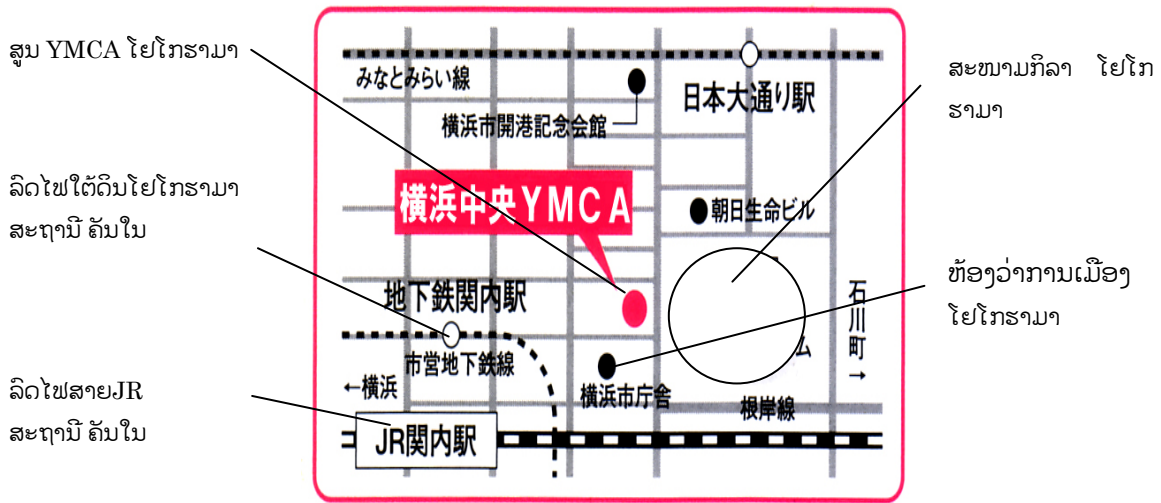 ສູນ YMCA ໂຢໂກຮາມາ
ລົດໄຟໃຕ້ດິນໂຢໂກຮາມາ
ສະຖານີ ຄັນໃນ
ລົດໄຟສາຍJR
ສະຖານີ ຄັນໃນ
みなとみらい線
日本大通り駅
横浜市開港記念会館
横浜中央YMCA
朝日生命ビル
地下鉄関内駅
市営地下鉄線
←横浜
横浜市庁舎
石川町→
ム
根岸線
JR関内駅
ສະໜາມກິລາ ໂຢໂກ
ຮາມາ
ຫ້ອງວ່າການເມືອງ
ໂຢໂກຮາມາ